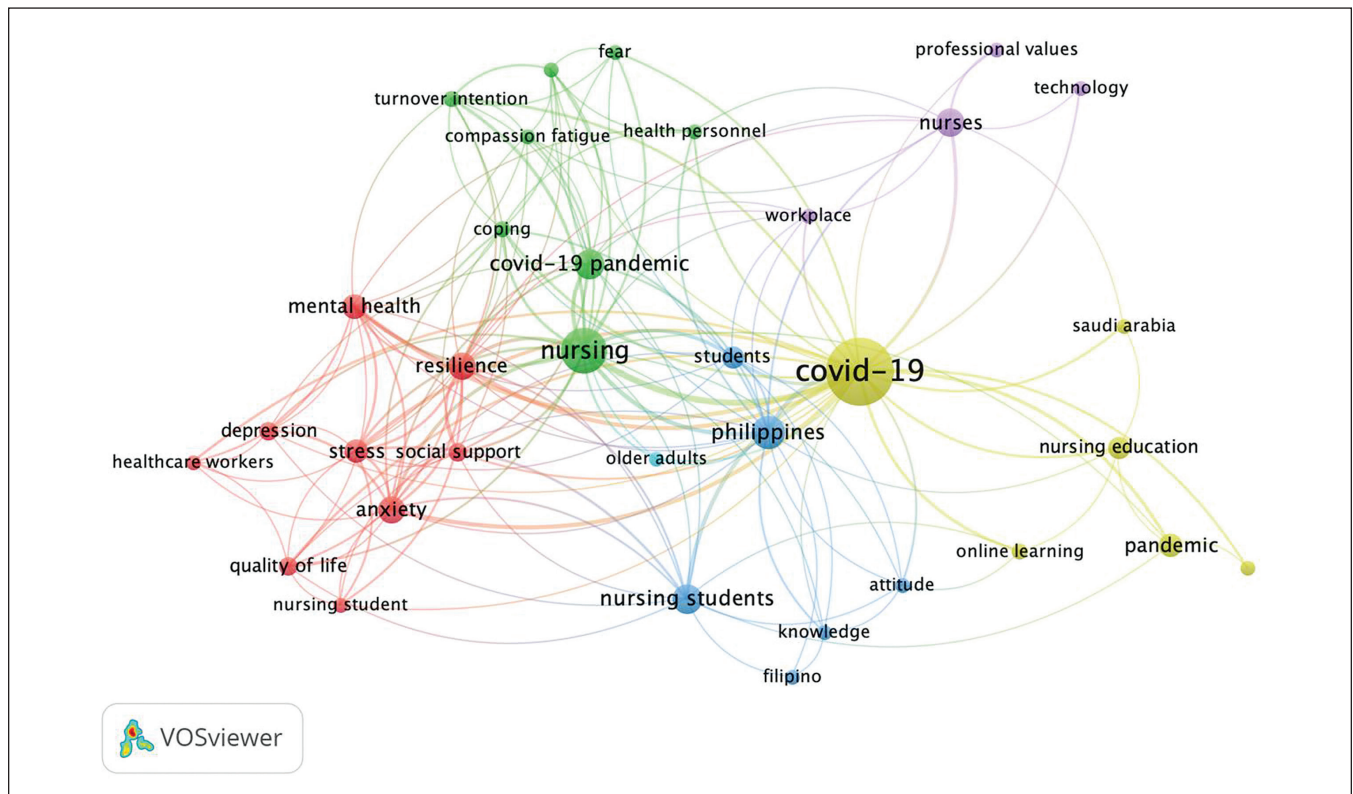 fear
professional values
technology
turnover intention
compassion fatigue
health personnel
nurses
workplace
coping
covid-19 pandemic
mental health
saudi arabia
nursing
students
resilience
covid-19
depression
philippines
healthcare workers
stress
social support
older adults
nursing education
anxiety
online learning
pandemic
quality of life
attitude
nursing student
nursing students
knowledge
filipino
VOSviewer